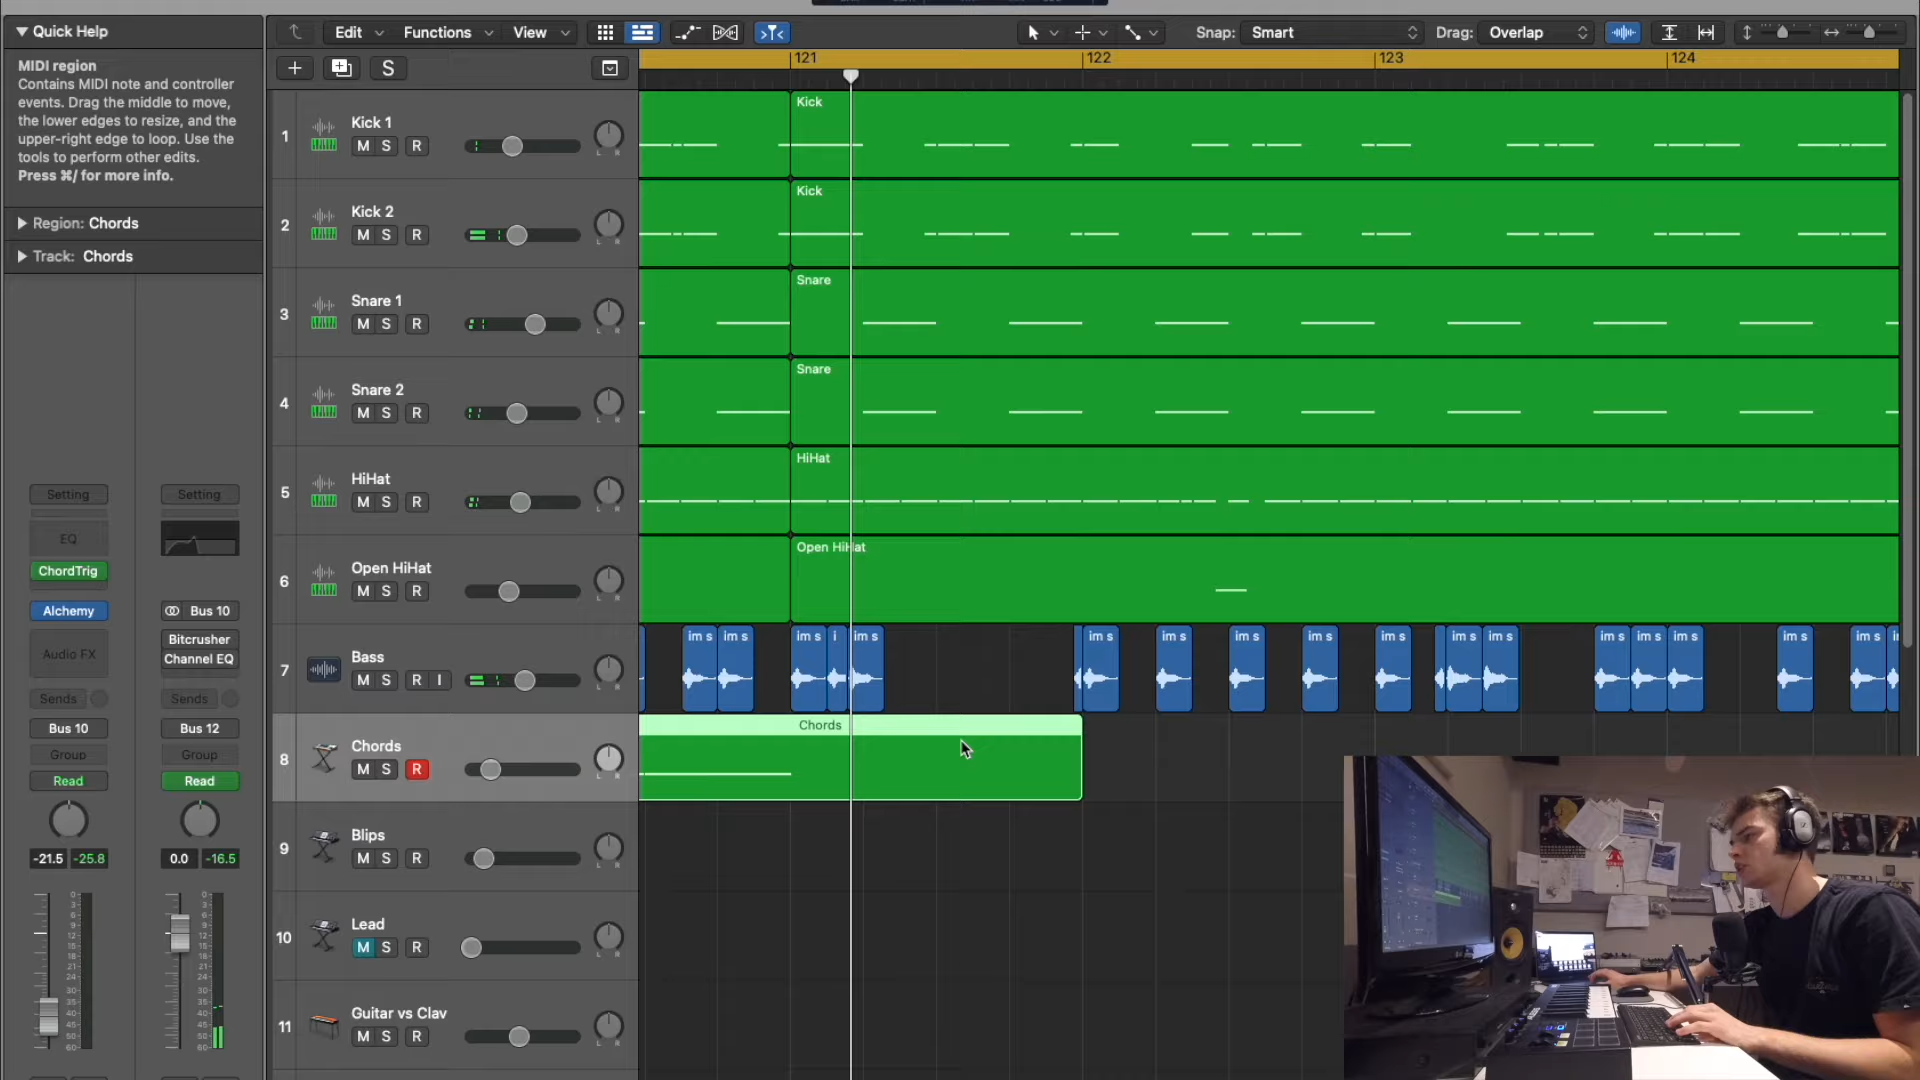 Quick Help
MIDI region
Contains MIDI note and controller
events. Drag the middle to move,
the lower edges to resize, and the
upper-right edge to loop. Use the
tools to perform other edits.
Press ⌘/ for more info.
Region: Chords
Track: Chords
Setting
Setting
EQ
ChordTrig
Alchemy
Bus 10
Audio FX
Bitcrusher
Channel EQ
Sends
Sends
Bus 10
Bus 12
Group
Group
Read
Read
-21.5
-25.8
0.0
-16.5
Edit
Functions
View
Snap:
Smart
Drag:
Overlap
S
121
122
123
124
1
Kick 1
M S R
L R
Kick
2
Kick 2
M S R
L R
Kick
3
Snare 1
M S R
L R
Snare
4
Snare 2
M S R
L R
Snare
5
HiHat
M S R
L R
HiHat
6
Open HiHat
M S R
L R
Open HiHat
7
Bass
M S R I
L R
im s
im s
im s
i
im s
im s
im s
im s
im s
im s
im s
im s
im s
im s
im s
im s
im s
8
Chords
M S R
L R
Chords
9
Blips
M S R
L R
10
Lead
M S R
L R
11
Guitar vs Clav
M S R
L R